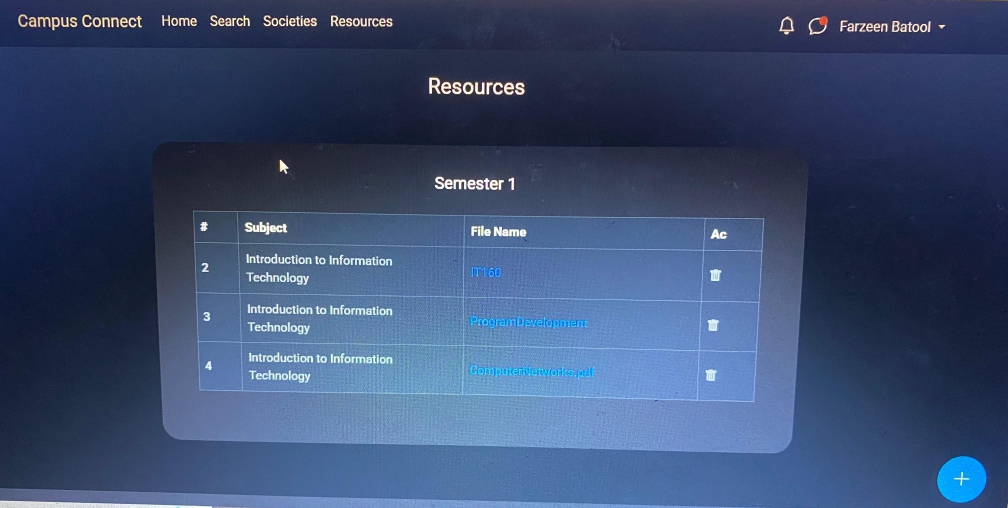 Campus Connect Home Search Societies Resources Farzeen Batool
Resources
Semester 1
# Subject File Name Ac
2 Introduction to Information
Technology IT160
3 Introduction to Information
Technology ProgramDevelopment
4 Introduction to Information
Technology ComputerNetworks.pdf
+